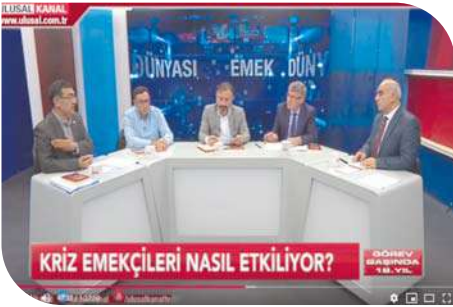 ULUSAL KANAL
www.ulusal.com.tr
DÜNYASI EMEK DÜN
KRİZ EMEKÇİLERİ NASIL ETKİLİYOR?
GÖREV
BAŞINDA
18.YIL
ulusalkanaltv